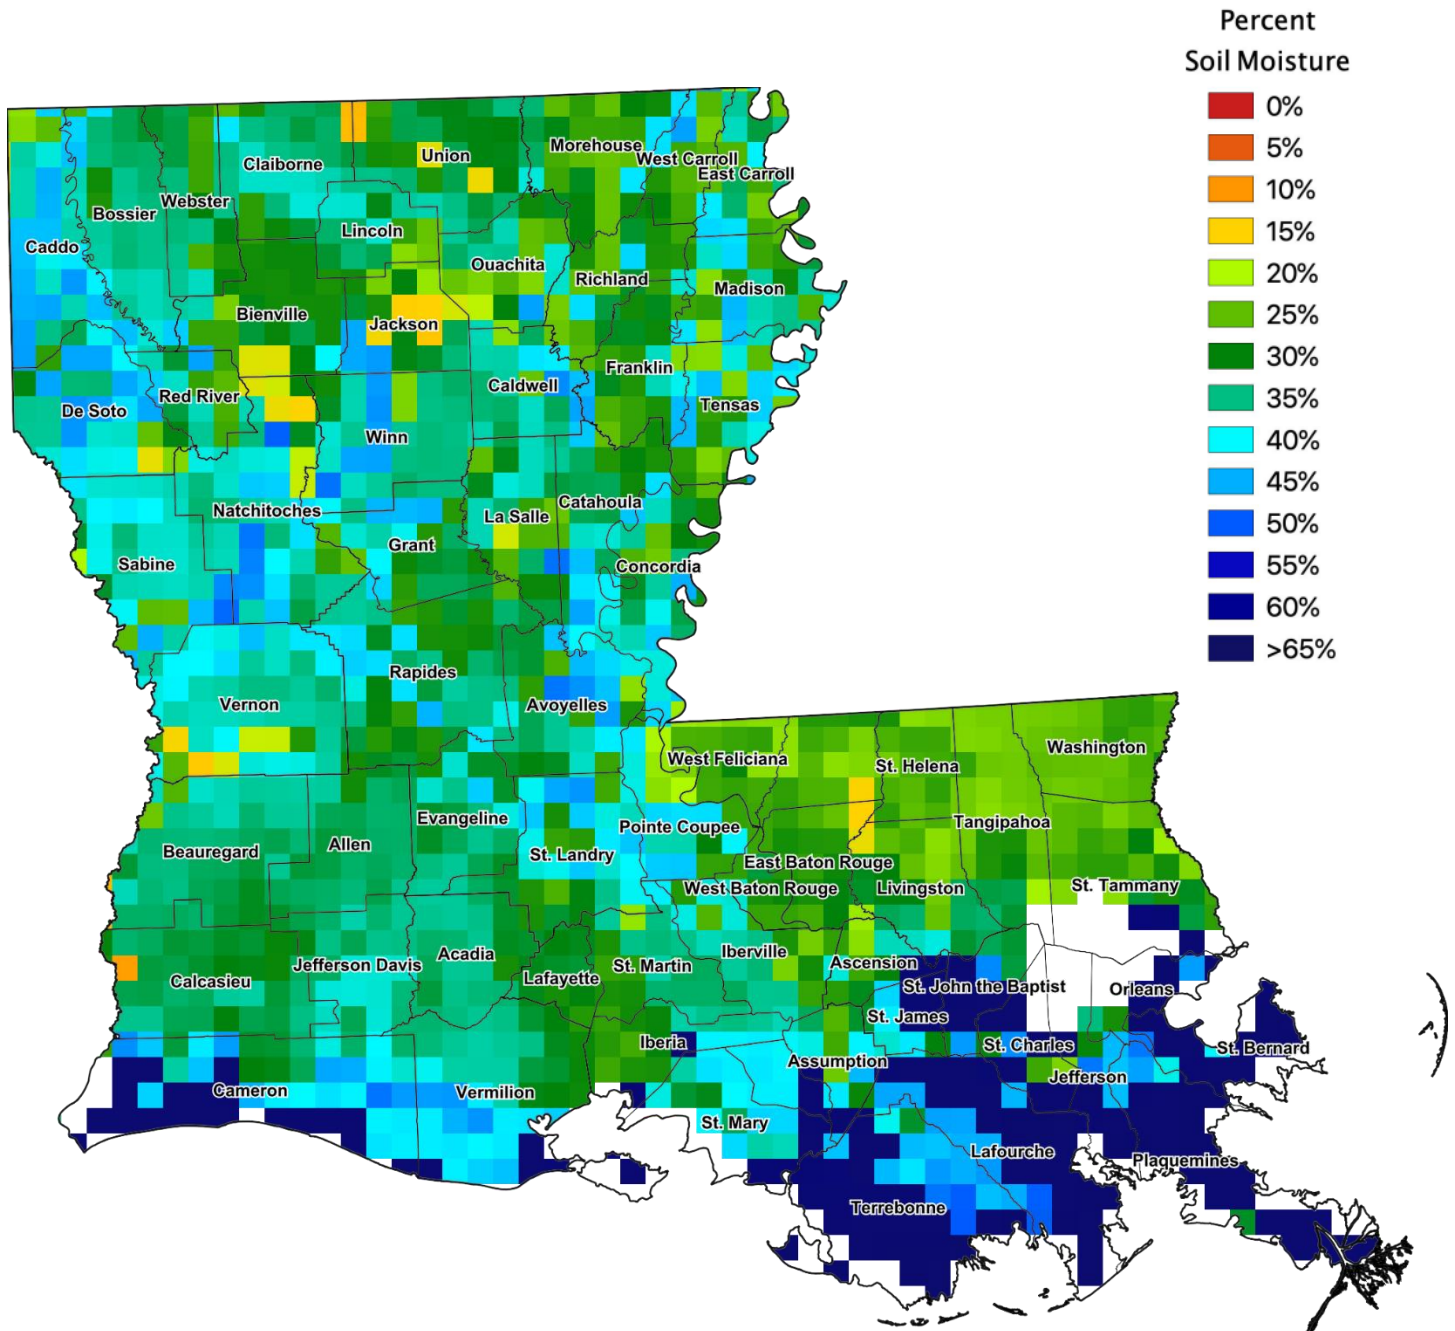 Percent
Soil Moisture
0%
5%
10%
15%
20%
25%
30%
35%
40%
45%
50%
55%
60%
>65%
Morehouse
Union
West Carroll
Claiborne
East Carroll
Webster
Bossier
Lincoln
Caddo
Ouachita
Richland
Madison
Bienville
Jackson
Franklin
Caldwell
Red River
Tensas
De Soto
Winn
Catahoula
Natchitoches
La Salle
Grant
Sabine
Concordia
Rapides
Vernon
Avoyelles
Washington
West Feliciana
St. Helena
Evangeline
Tangipahoa
Pointe Coupee
Allen
Beauregard
St. Landry
East Baton Rouge
St. Tammany
West Baton Rouge
Livingston
Iberville
Acadia
Ascension
Jefferson Davis
St. Martin
Lafayette
Calcasieu
St. John the Baptist
Orleans
St. James
Iberia
St. Charles
St. Bernard
Assumption
Jefferson
Cameron
Vermilion
St. Mary
Lafourche
Plaquemines
Terrebonne